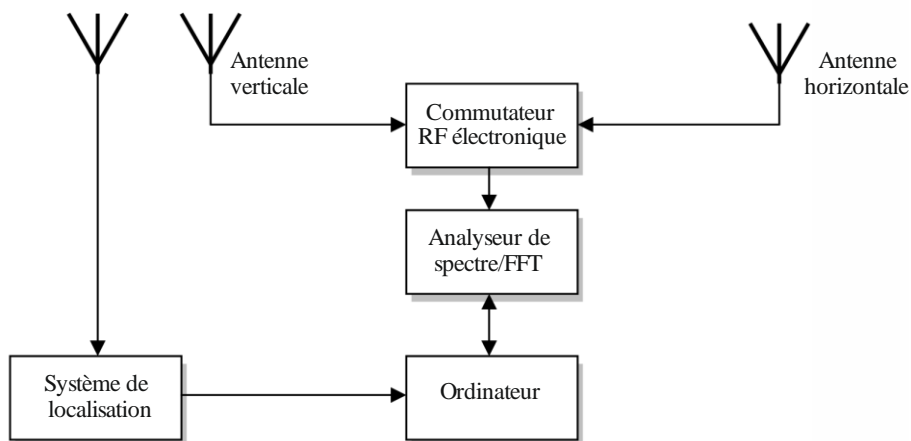 Antenne
verticale
Antenne
horizontale
Commutateur
RF électronique
Analyseur de
spectre/FFT
Système de
localisation
Ordinateur